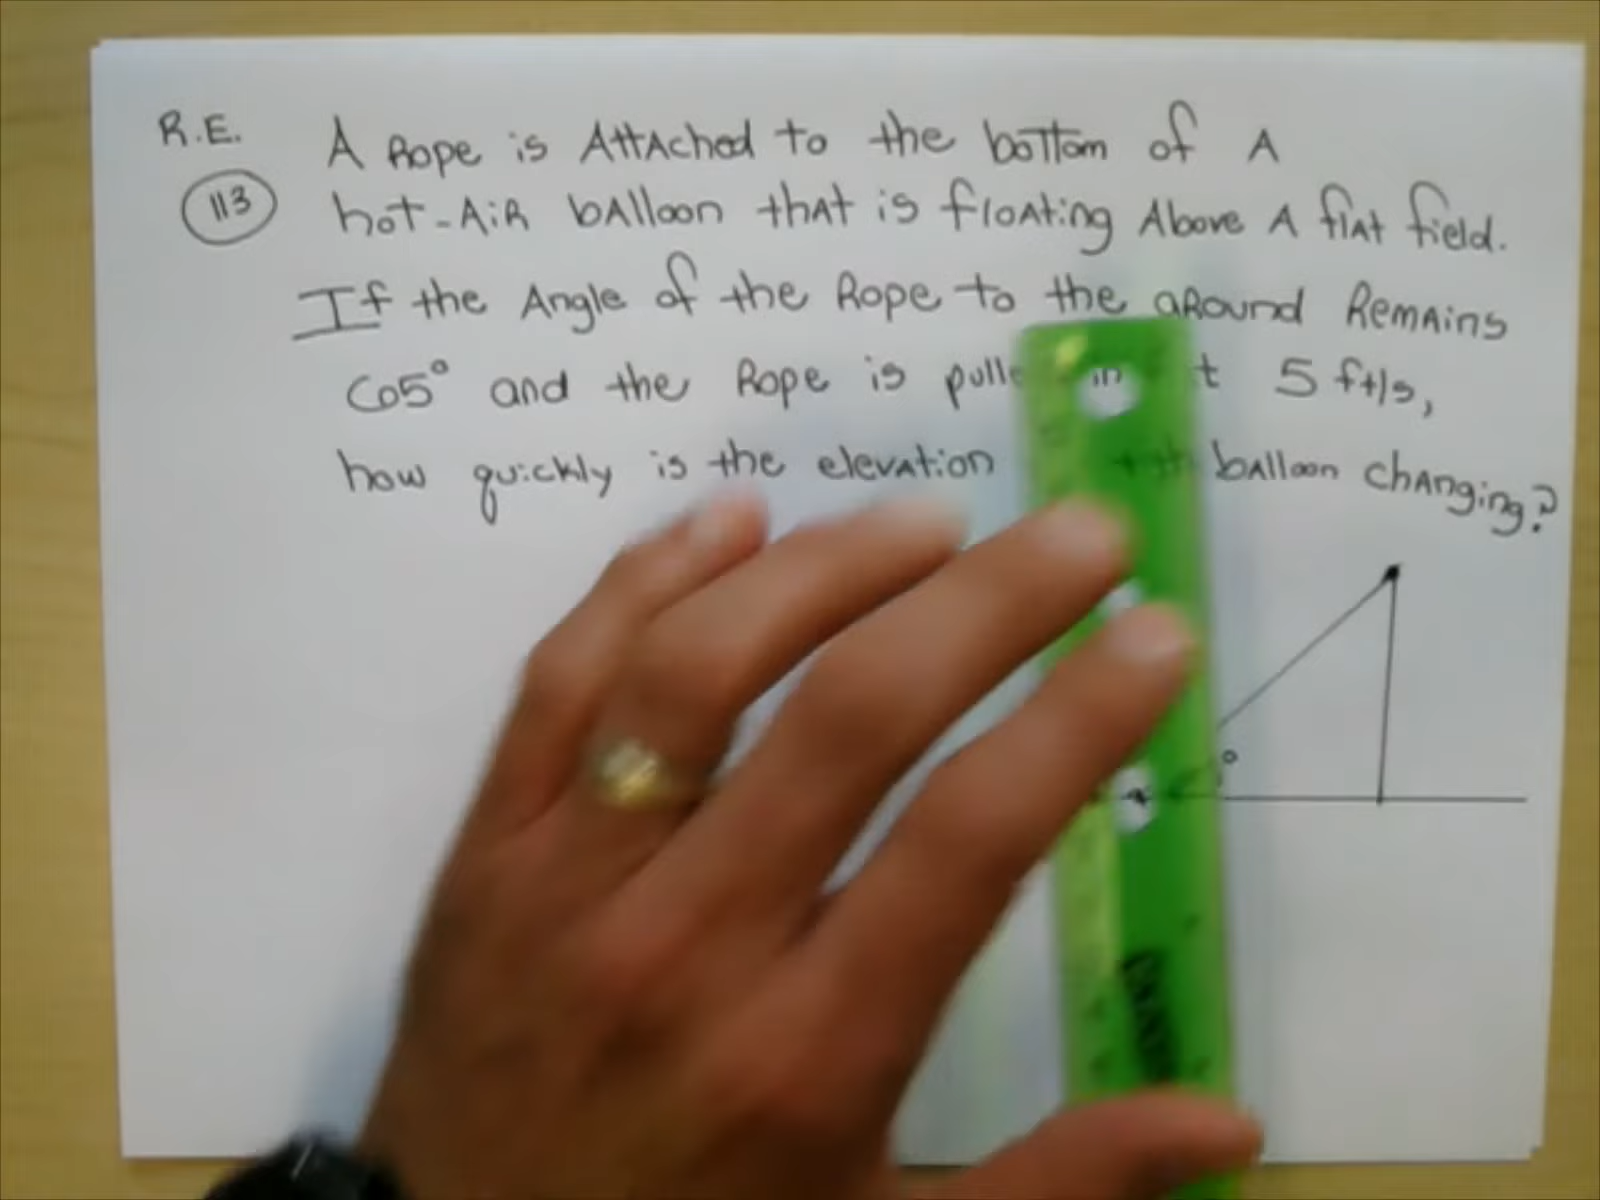 R.E.
113
A Rope is Attached to the bottom of A
hot-Air balloon that is floating Above A flat field.
If the Angle of the Rope to the ground Remains
65° and the Rope is in 5 ft/s,
how quickly is the elevation balloon changing?
°